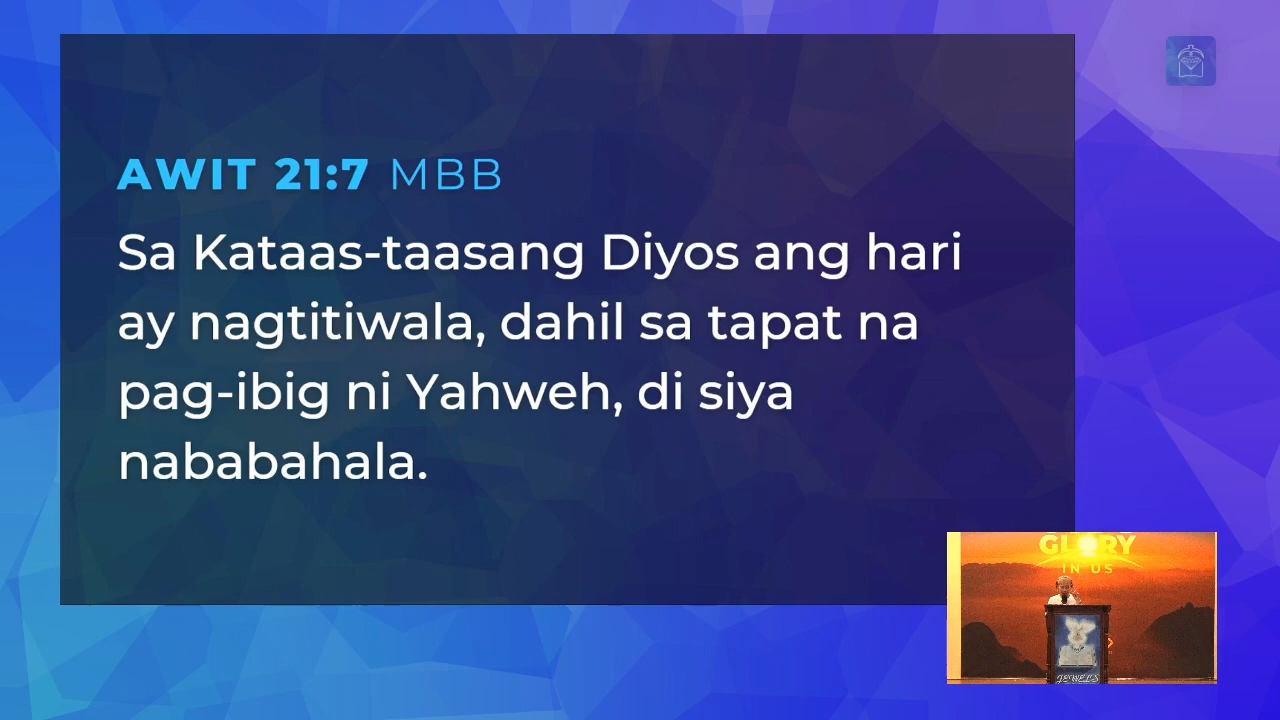 AWIT 21:7 MBB
Sa Kataas-taasang Diyos ang hari
ay nagtitiwala, dahil sa tapat na
pag-ibig ni Yahweh, di siya
nababahala.
GLORY
IN US
JEWELS